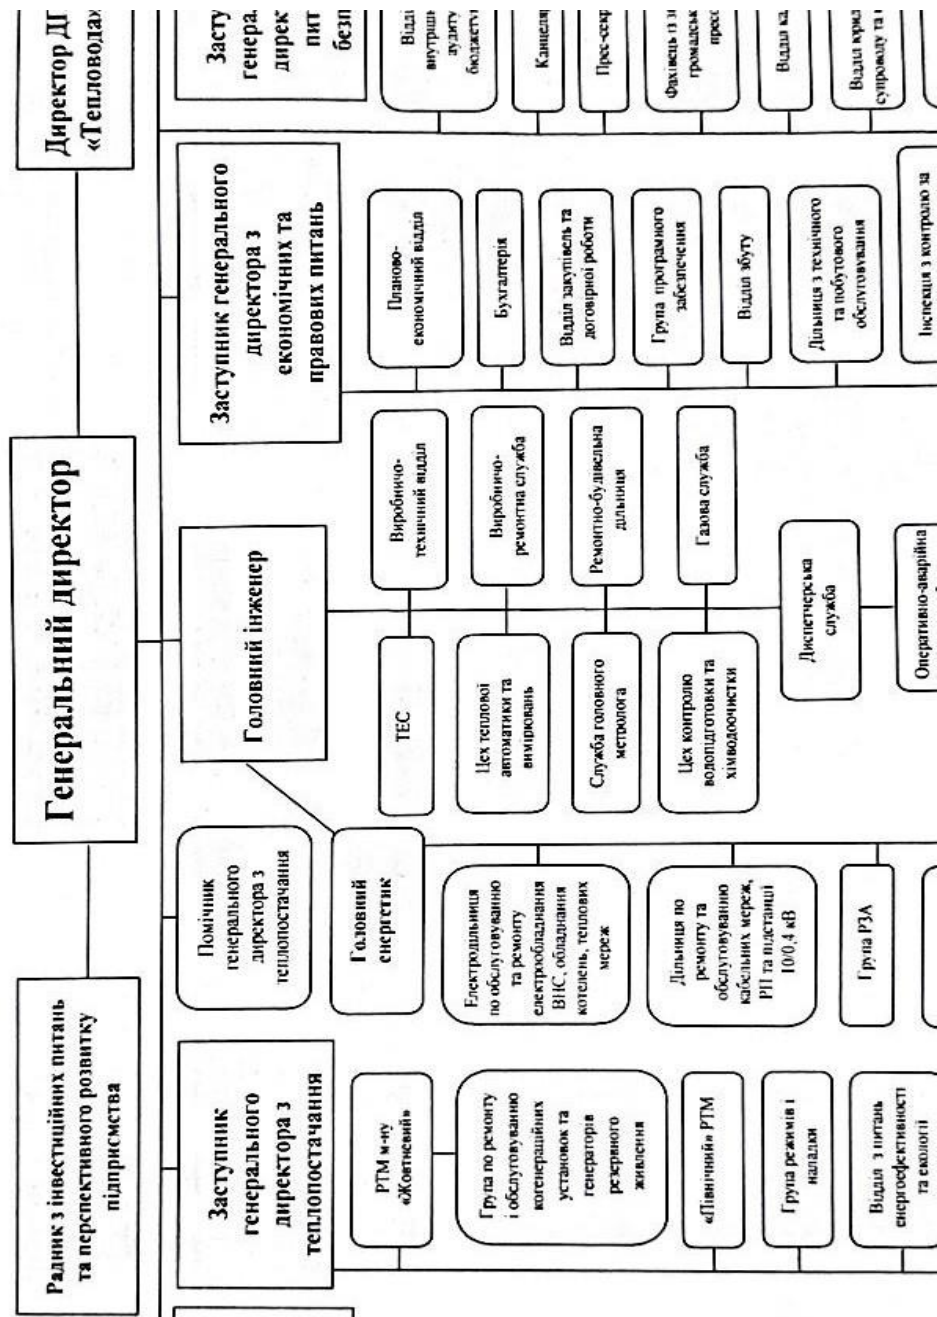 Радник з інвестиційних питань
та перспективного розвитку
підприємства
Генеральний директор
Директор ДП
Заступник
генерального
директора з
теплопостачання
Помічник
генерального
директора з
теплопостачання
Головний інженер
Заступник генерального
директора з
економічних та
правових питань
РТМ м-ну
«Жовтневий»
Група по ремонту
і обслуговуванню
когенераційних
установок та
генераторів
резервного
живлення
«Північний» РТМ
Група режимів і
наладки
Відділ з питань
енергоефективності
та екології
Головний
енергетик
Електродільниця
по обслуговуванню
та ремонту
електрообладнання
ВНС, обладнання
котелень, теплових
мереж
Дільниця по
ремонту та
обслуговуванню
кабельних мереж,
РП та підстанції
10/0,4 кВ
Група РЗА
ТЕС
Цех теплової
автоматики та
вимірювань
Служба головного
метролога
Цех контролю
водопідготовки та
хімводоочистки
Виробничо-
технічний відділ
Виробничо-
ремонтна служба
Ремонтно-будівельна
дільниця
Газова служба
Диспетчерська
служба
Оперативно-аварійна
Планово-
економічний відділ
Бухгалтерія
Відділ закупівель та
договірної роботи
Група програмного
забезпечення
Відділ збуту
Дільниця з технічного
та побутового
обслуговування
Інспекція з контролю за